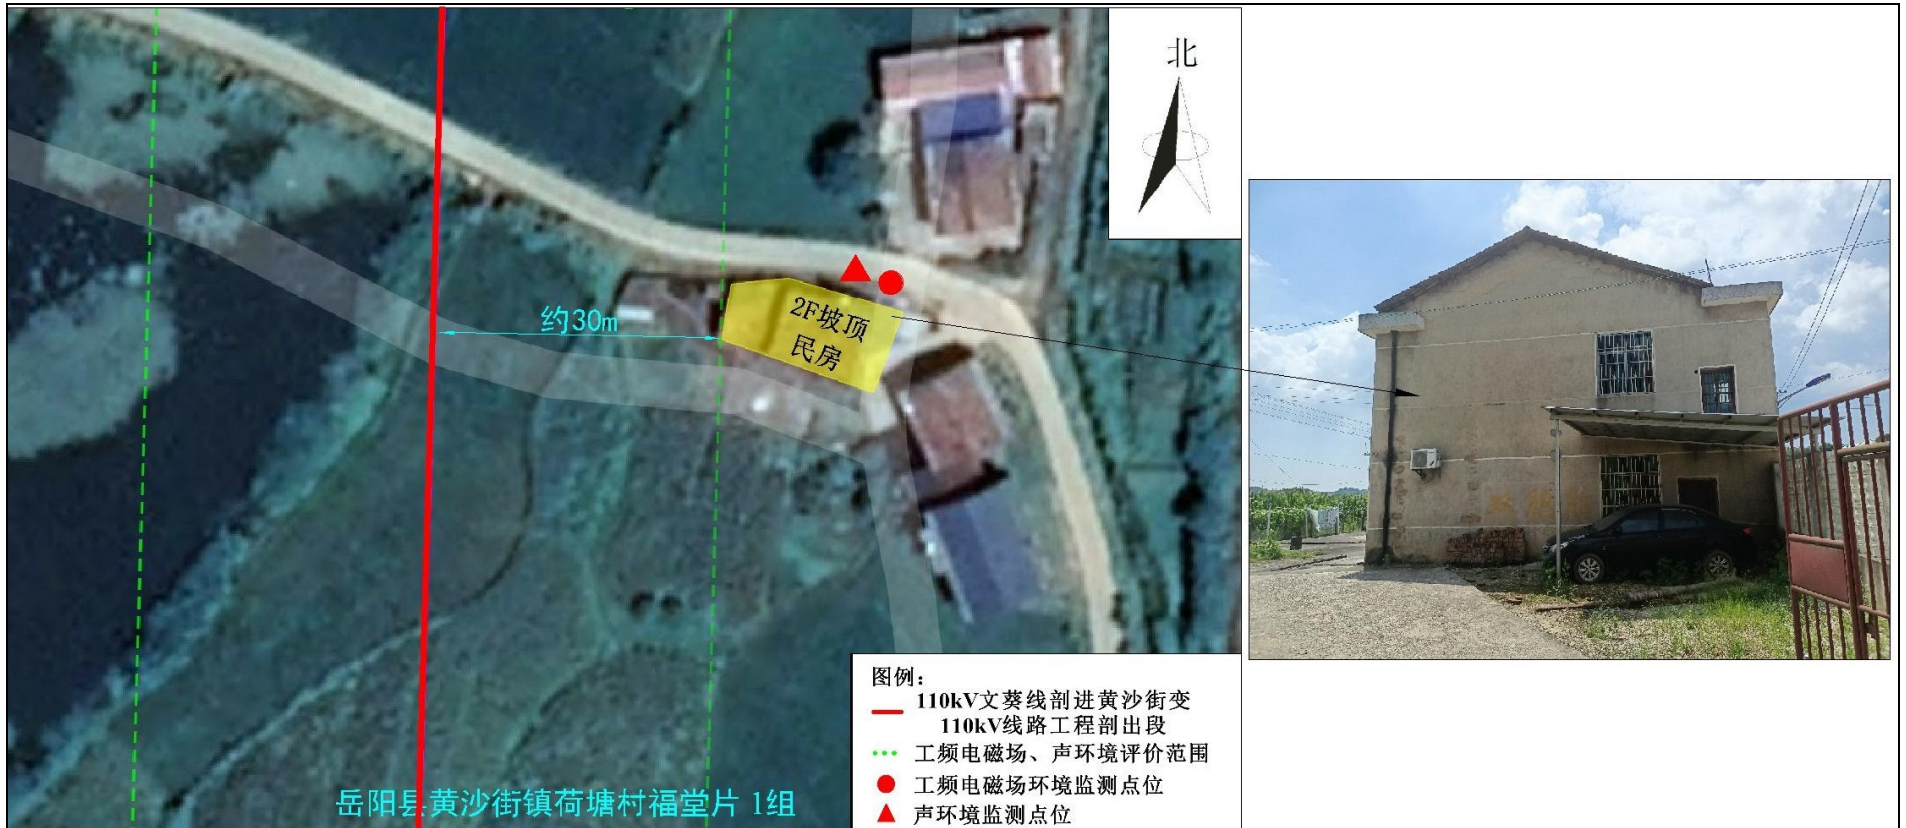 北
约30m
2F坡顶
民房
图例：
110kV文葵线剖进黄沙街变
110kV线路工程剖出段
工频电磁场、声环境评价范围
工频电磁场环境监测点位
声环境监测点位
岳阳县黄沙街镇荷塘村福堂片 1组